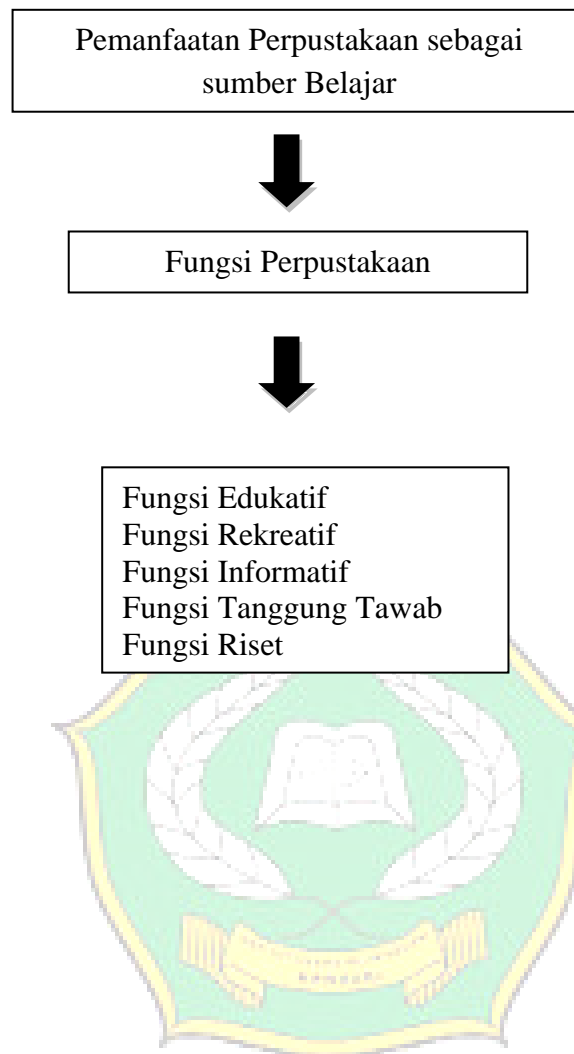 Pemanfaatan Perpustakaan sebagai
sumber Belajar
Fungsi Perpustakaan
Fungsi Edukatif
Fungsi Rekreatif
Fungsi Informatif
Fungsi Tanggung Tawab
Fungsi Riset